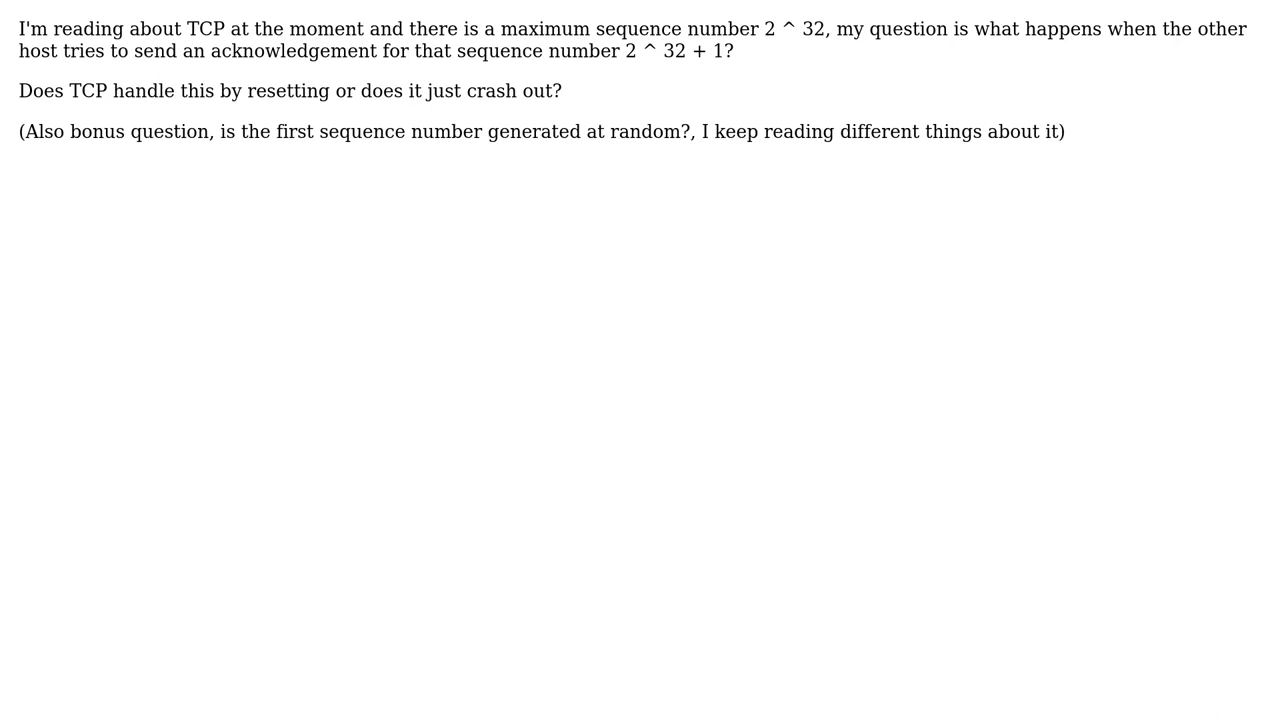 I'm reading about TCP at the moment and there is a maximum sequence number 2 ^ 32, my question is what happens when the other
host tries to send an acknowledgement for that sequence number 2 ^ 32 + 1?
Does TCP handle this by resetting or does it just crash out?
(Also bonus question, is the first sequence number generated at random?, I keep reading different things about it)